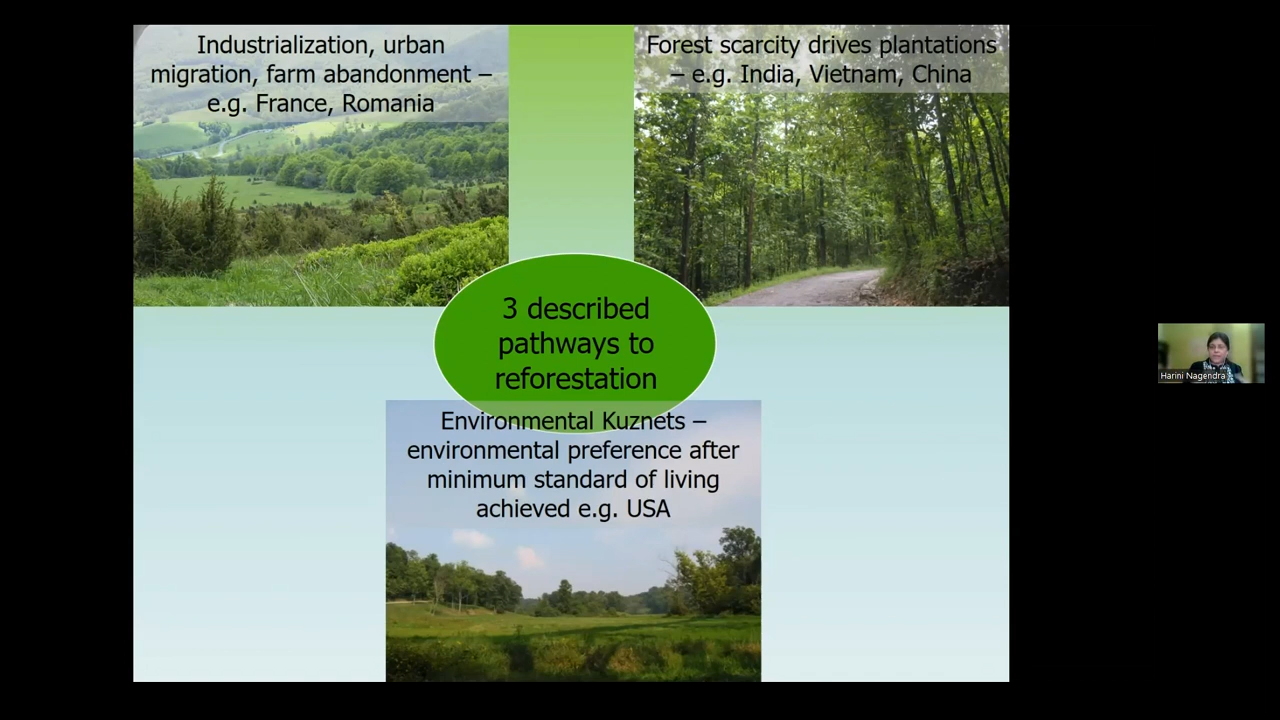 Industrialization, urban
migration, farm abandonment –
e.g. France, Romania
Forest scarcity drives plantations
– e.g. India, Vietnam, China
3 described
pathways to
reforestation
Environmental Kuznets –
environmental preference after
minimum standard of living
achieved e.g. USA
Harini Nagendra